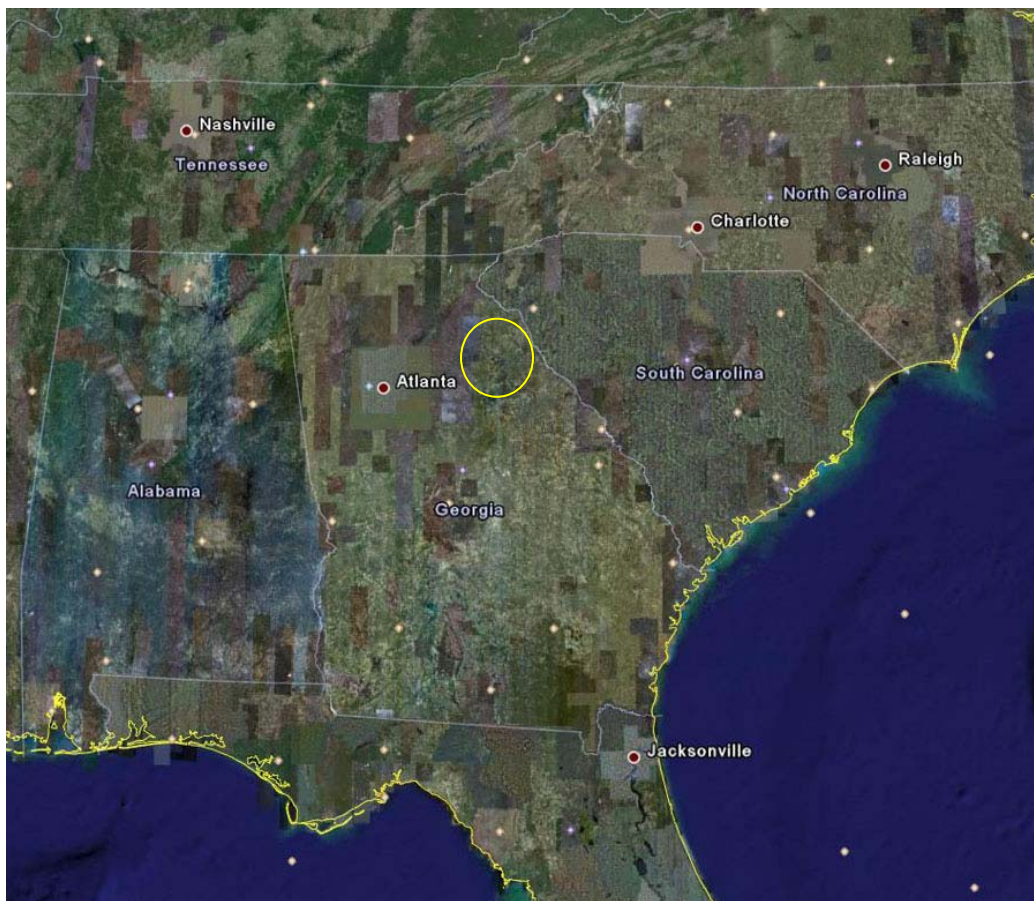 Nashville
Tennessee
Raleigh
North Carolina
Charlotte
Atlanta
South Carolina
Alabama
Georgia
Jacksonville